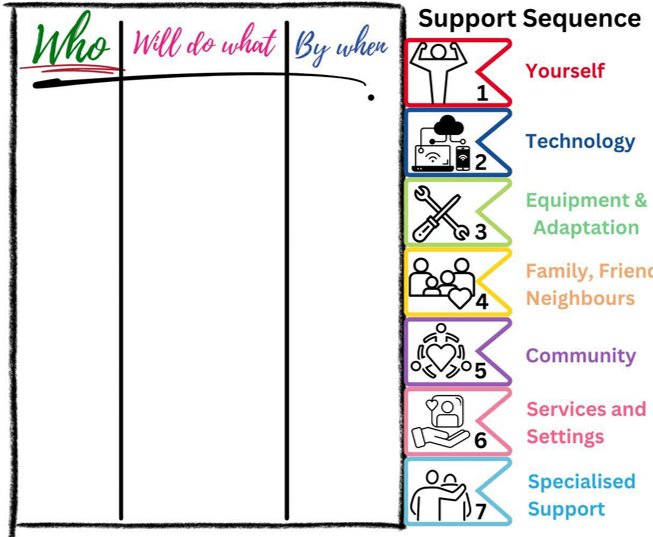 Who Will do what By when
Support Sequence
1 Yourself
2 Technology
3 Equipment &
Adaptation
4 Family, Frien
Neighbours
5 Community
6 Services and
Settings
7 Specialised
Support